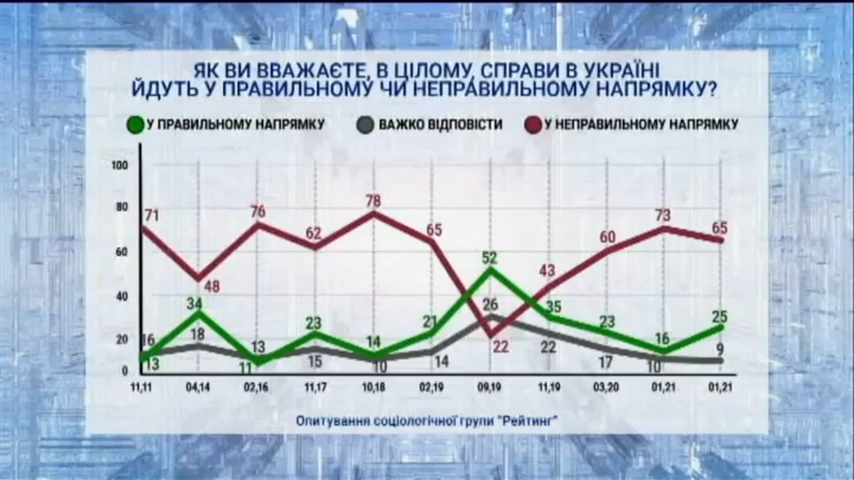 ЯК ВИ ВВАЖАЄТЕ, В ЦІЛОМУ, СПРАВИ В УКРАЇНІ
ЙДУТЬ У ПРАВИЛЬНОМУ ЧИ НЕПРАВИЛЬНОМУ НАПРЯМКУ?
У ПРАВИЛЬНОМУ НАПРЯМКУ ВАЖКО ВІДПОВІСТИ У НЕПРАВИЛЬНОМУ НАПРЯМКУ
100
80
60
40
20
0
71 48 76 62 78 65 22 43 60 73 65
16 34 11 23 14 21 52 35 23 16 25
13 18 13 15 10 14 26 22 17 10 9
11,11 04,14 02,16 11,17 10,18 02,19 09,19 11,19 03,20 01,21 01,21
Опитування соціологічної групи "Рейтинг"